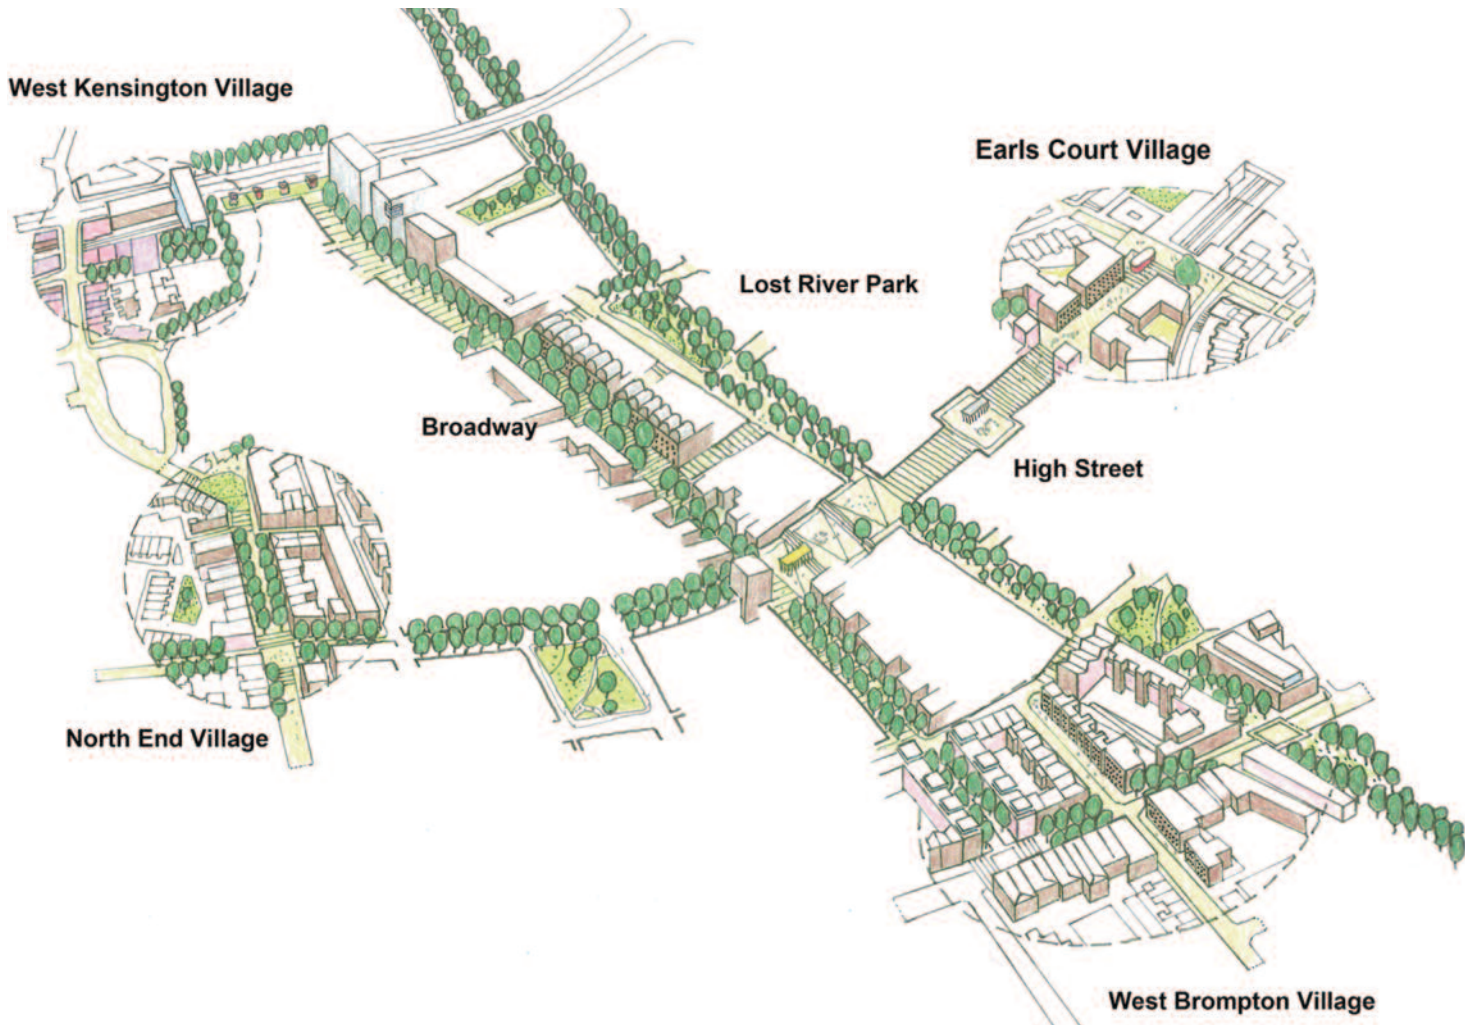 West Kensington Village
Earls Court Village
Lost River Park
Broadway
High Street
North End Village
West Brompton Village